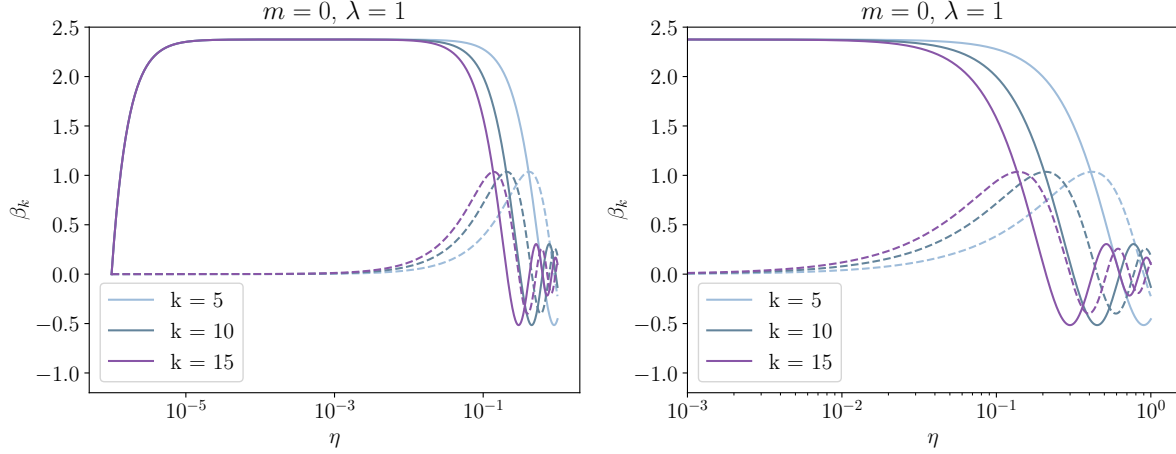 m = 0, λ = 1
2.5
2.0
1.5
1.0
0.5
0.0
−0.5
−1.0
β_k
k = 5
k = 10
k = 15
10^{-5}
10^{-3}
10^{-1}
η
m = 0, λ = 1
2.5
2.0
1.5
1.0
0.5
0.0
−0.5
−1.0
β_k
k = 5
k = 10
k = 15
10^{-3}
10^{-2}
10^{-1}
10^{0}
η